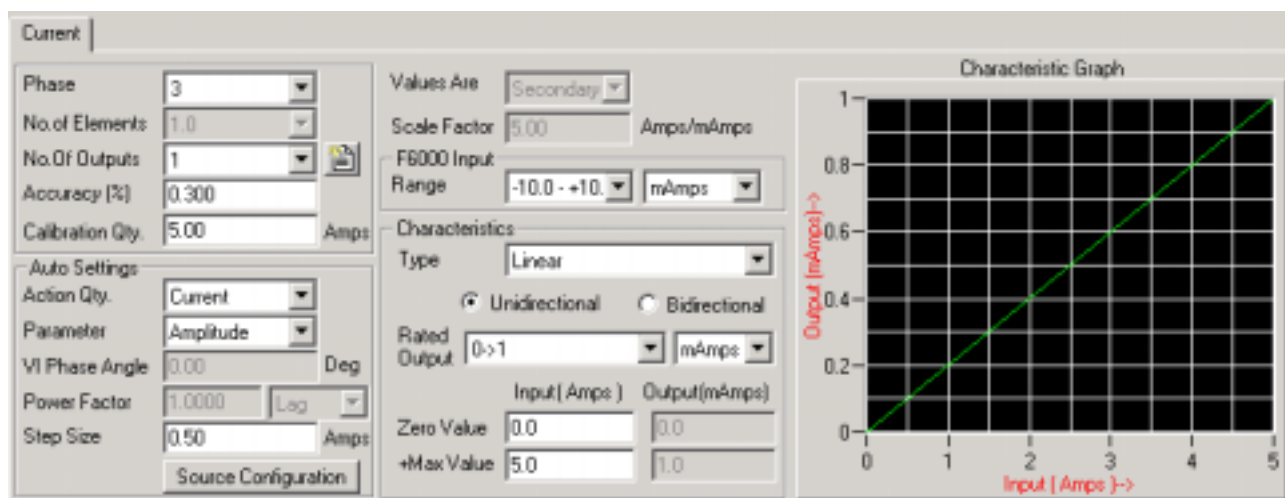 Current
Phase 3
No.of Elements 1.0
No.Of Outputs 1
Accuracy (%) 0.300
Calibration Qty. 5.00 Amps
Auto Settings
Action Qty. Current
Parameter Amplitude
VI Phase Angle 0.00 Deg
Power Factor 1.0000 Lag
Step Size 0.50 Amps
Source Configuration
Values Are Secondary
Scale Factor 5.00 Amps/mAmps
F6000 Input
Range -10.0 - +10. mAmps
Characteristics
Type Linear
Unidirectional Bidirectional
Rated
Output 0->1 mAmps
Input( Amps ) Output(mAmps)
Zero Value 0.0 0.0
+Max Value 5.0 1.0
Characteristic Graph
Output (mAmps)-->
1
0.8
0.6
0.4
0.2
0
0 1 2 3 4 5
Input ( Amps )-->